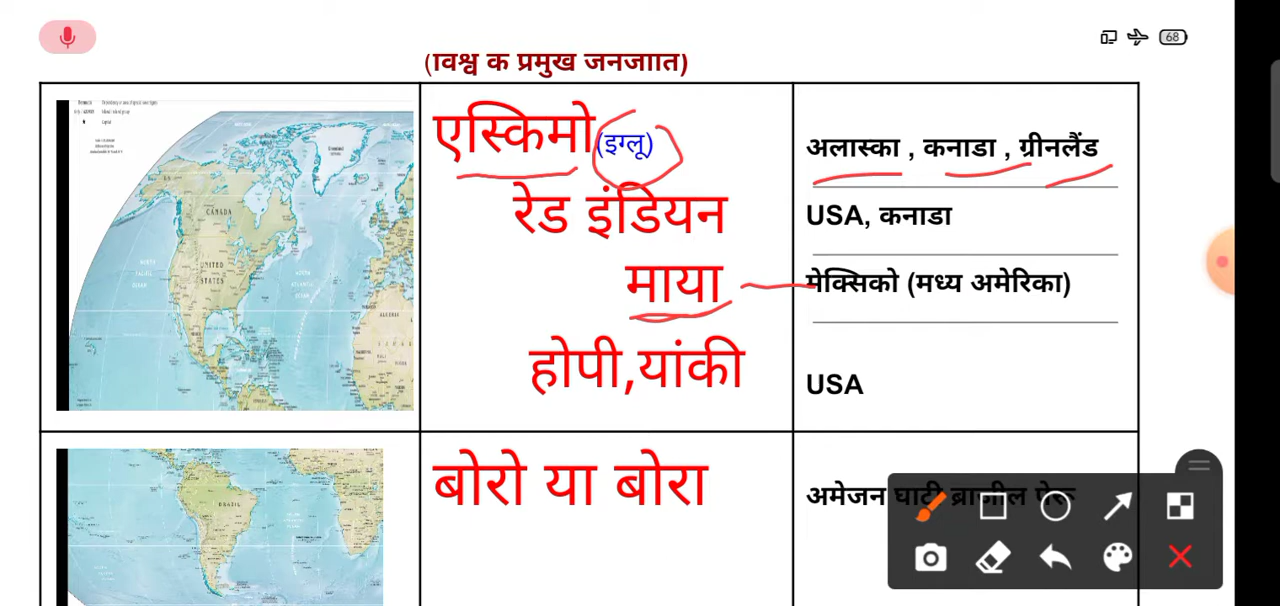 68
(विश्व के प्रमुख जनजाति)
एस्किमो (इग्लू)
अलास्का , कनाडा , ग्रीनलैंड
रेड इंडियन
USA, कनाडा
माया
मेक्सिको (मध्य अमेरिका)
होपी,यांकी
USA
CANADA
UNITED
STATES
बोरो या बोरा
अमेजन घाटी ब्राजील पेरू
BRAZIL